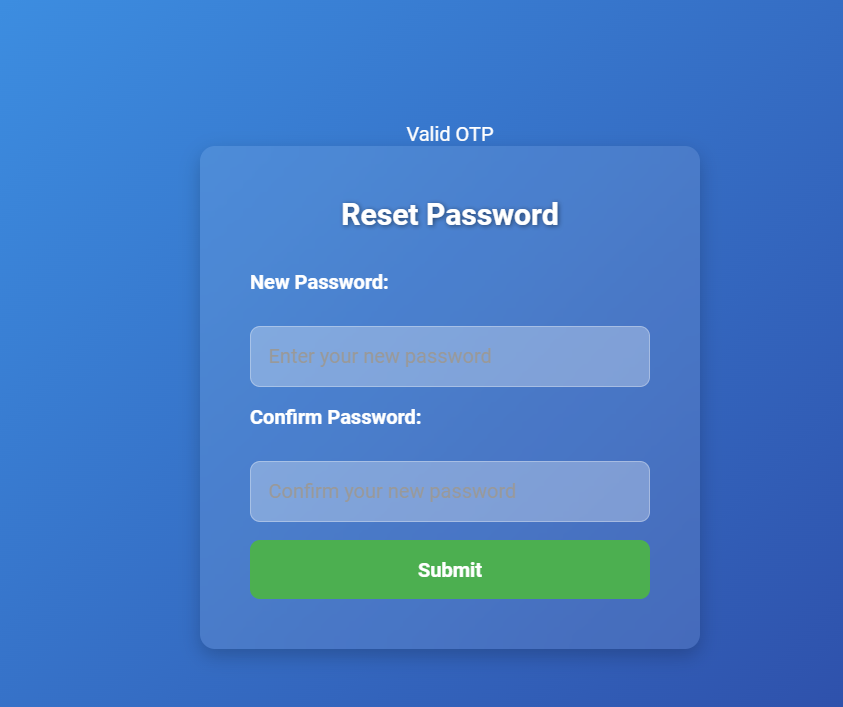 Valid OTP
Reset Password
New Password:
Enter your new password
Confirm Password:
Confirm your new password
Submit